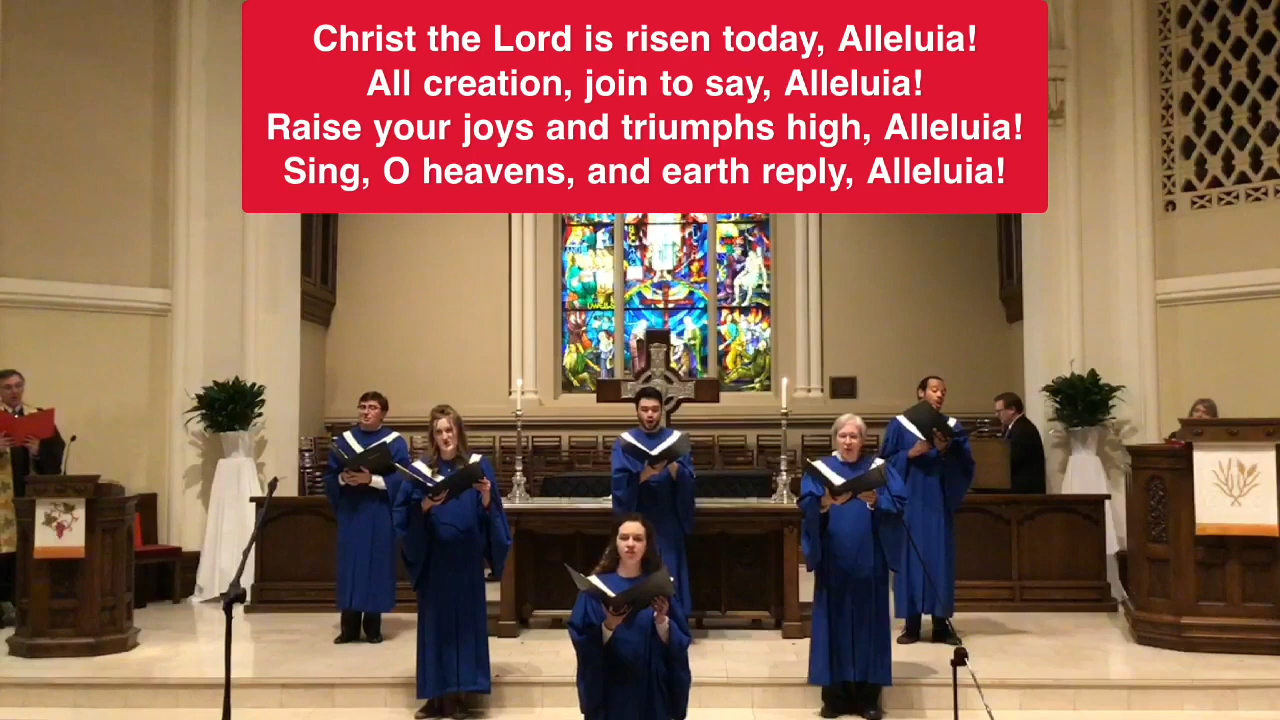 Christ the Lord is risen today, Alleluia!
All creation, join to say, Alleluia!
Raise your joys and triumphs high, Alleluia!
Sing, O heavens, and earth reply, Alleluia!